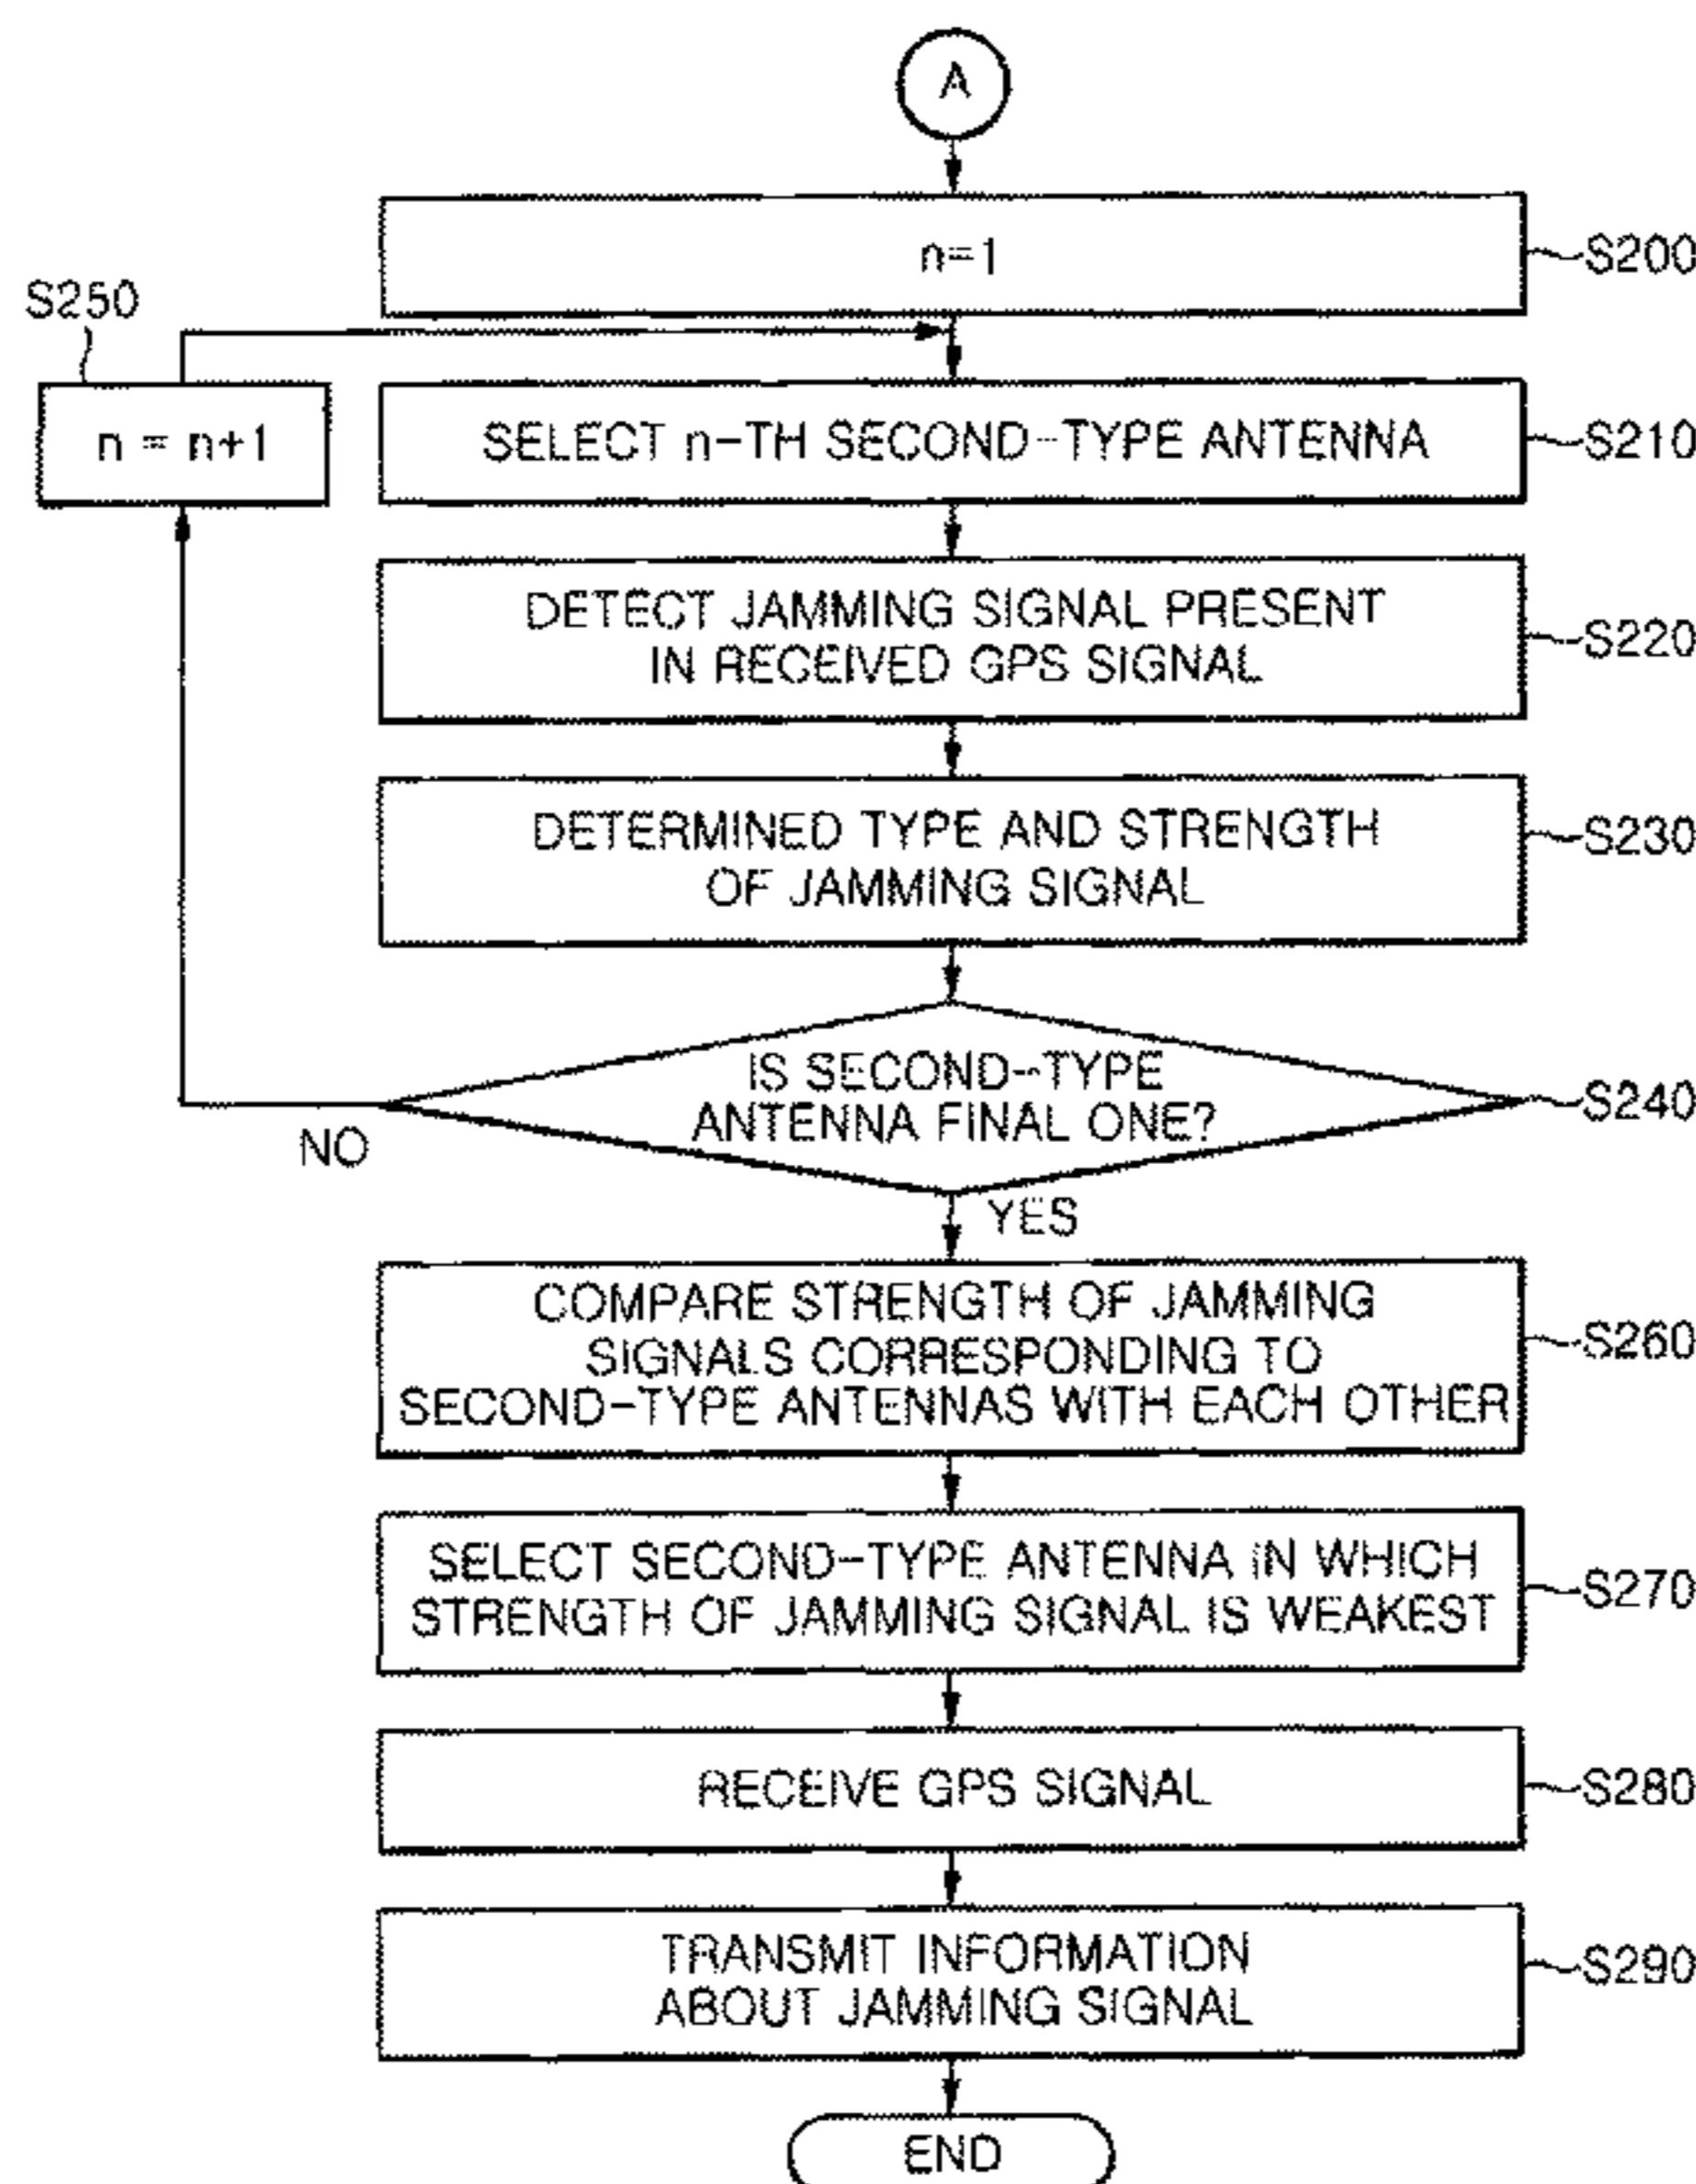 A
n=1
S200
S250
n = n+1
SELECT n-TH SECOND-TYPE ANTENNA
S210
DETECT JAMMING SIGNAL PRESENT
IN RECEIVED GPS SIGNAL
S220
DETERMINED TYPE AND STRENGTH
OF JAMMING SIGNAL
S230
IS SECOND-TYPE
ANTENNA FINAL ONE?
S240
NO
YES
COMPARE STRENGTH OF JAMMING
SIGNALS CORRESPONDING TO
SECOND-TYPE ANTENNAS WITH EACH OTHER
S260
SELECT SECOND-TYPE ANTENNA IN WHICH
STRENGTH OF JAMMING SIGNAL IS WEAKEST
S270
RECEIVE GPS SIGNAL
S280
TRANSMIT INFORMATION
ABOUT JAMMING SIGNAL
S290
END